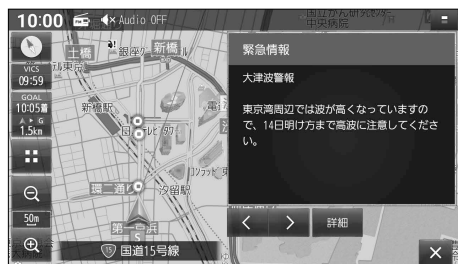 10:00
Audio OFF
中央病院
VICS
09:59
GOAL
10:05着
A ▸ G
1.5km
50m
土橋
銀座
新橋
新橋駅
環二通り
汐留駅
第一京浜
15 国道15号線
緊急情報
大津波警報
東京湾周辺では波が高くなっていますの
で、14日明け方まで高波に注意してくださ
い。
詳細